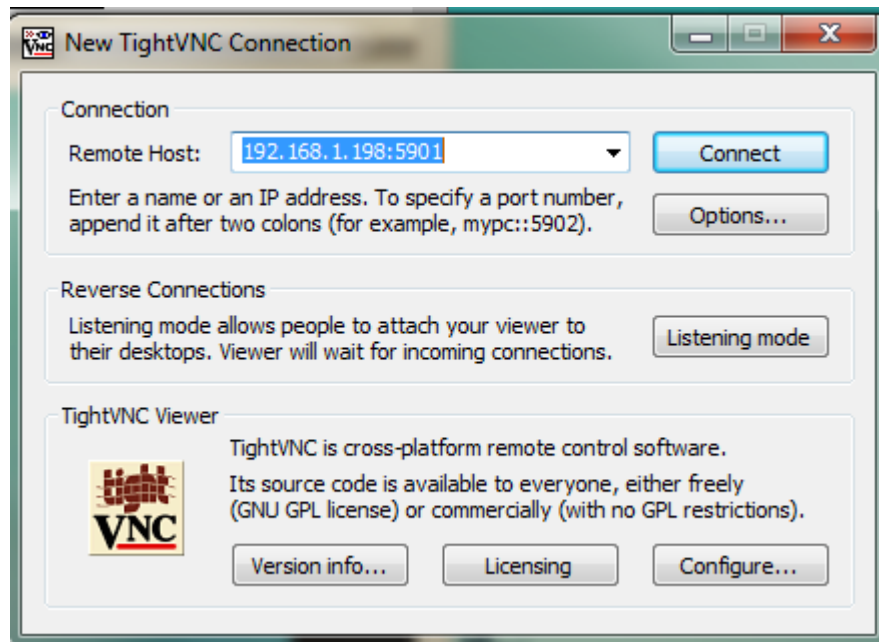 New TightVNC Connection
Connection
Remote Host: 192.168.1.198:5901 Connect
Enter a name or an IP address. To specify a port number,
append it after two colons (for example, mypc::5902).
Options...
Reverse Connections
Listening mode allows people to attach your viewer to
their desktops. Viewer will wait for incoming connections.
Listening mode
TightVNC Viewer
tight
VNC
TightVNC is cross-platform remote control software.
Its source code is available to everyone, either freely
(GNU GPL license) or commercially (with no GPL restrictions).
Version info... Licensing Configure...